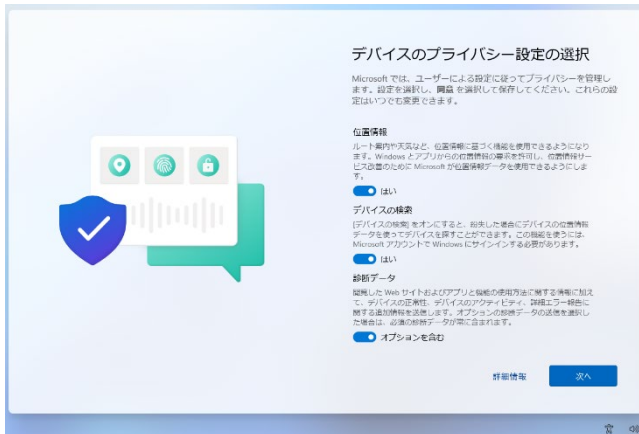 デバイスのプライバシー設定の選択
Microsoft では、ユーザーによる設定に従ってプライバシーを管理し
ます。設定を選択し、同意 を選択して保存してください。これらの設
定はいつでも変更できます。
位置情報
ルート案内や天気など、位置情報に基づく機能を使用できるようになり
ます。Windows とアプリからの位置情報の要求を許可し、位置情報サー
ビス改善のために Microsoft が位置情報データを使用できるようにしま
す。
はい
デバイスの検索
[デバイスの検索] をオンにすると、紛失した場合にデバイスの位置情報
データを使ってデバイスを探すことができます。この機能を使うには、
Microsoft アカウントで Windows にサインインする必要があります。
はい
診断データ
閲覧した Web サイトおよびアプリと機能の使用方法に関する情報に加え
て、デバイスの正常性、デバイスのアクティビティ、詳細エラー報告に
関する追加情報を送信します。オプションの診断データの送信を選択し
た場合は、必須の診断データが常に含まれます。
オプションを含む
詳細情報
次へ